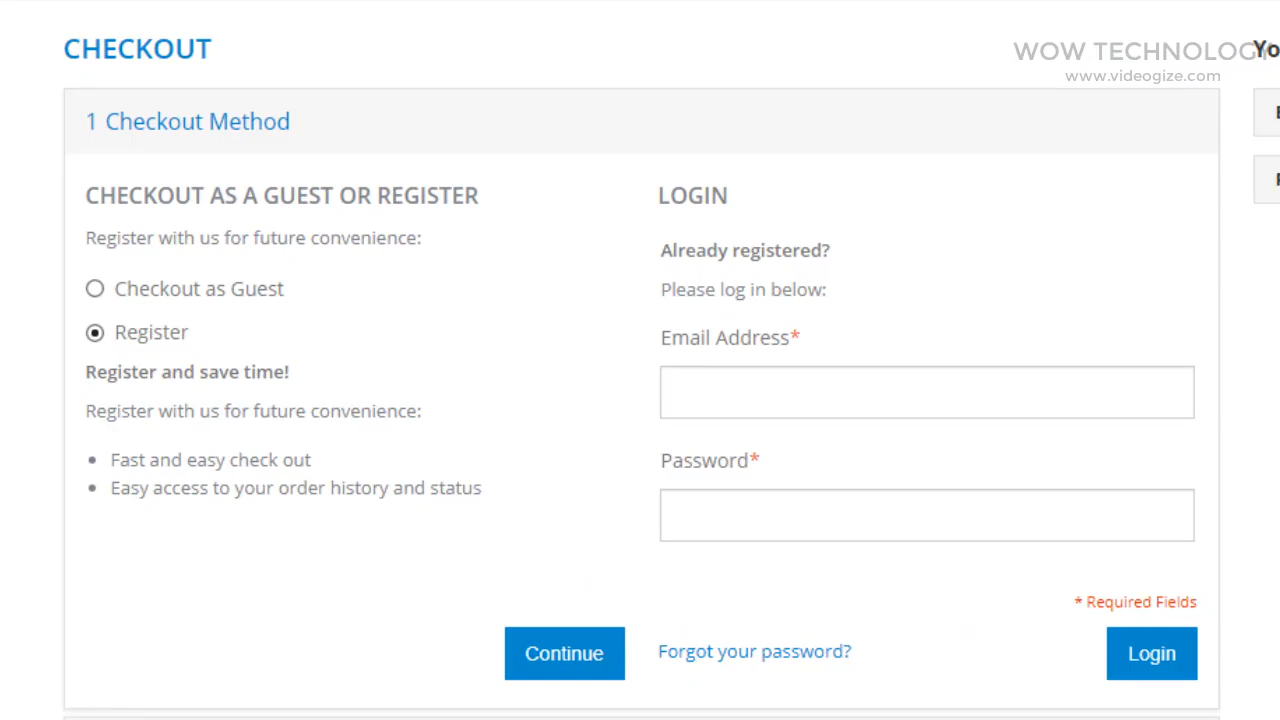 CHECKOUT
WOW TECHNOLOGY
www.videogize.com
Yo
1 Checkout Method
CHECKOUT AS A GUEST OR REGISTER
Register with us for future convenience:
Checkout as Guest
Register
Register and save time!
Register with us for future convenience:
Fast and easy check out
Easy access to your order history and status
Continue
LOGIN
Already registered?
Please log in below:
Email Address*
Password*
* Required Fields
Forgot your password?
Login